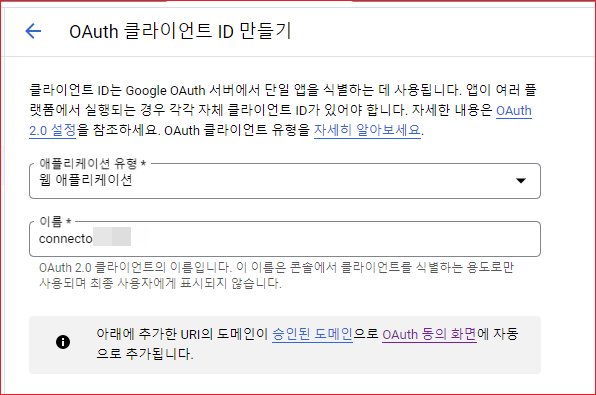 OAuth 클라이언트 ID 만들기
클라이언트 ID는 Google OAuth 서버에서 단일 앱을 식별하는 데 사용됩니다. 앱이 여러 플
랫폼에서 실행되는 경우 각각 자체 클라이언트 ID가 있어야 합니다. 자세한 내용은 OAuth
2.0 설정을 참조하세요. OAuth 클라이언트 유형을 자세히 알아보세요.
애플리케이션 유형 *
웹 애플리케이션
이름 *
connecto
OAuth 2.0 클라이언트의 이름입니다. 이 이름은 콘솔에서 클라이언트를 식별하는 용도로만
사용되며 최종 사용자에게 표시되지 않습니다.
아래에 추가한 URI의 도메인이 승인된 도메인으로 OAuth 동의 화면에 자동
으로 추가됩니다.